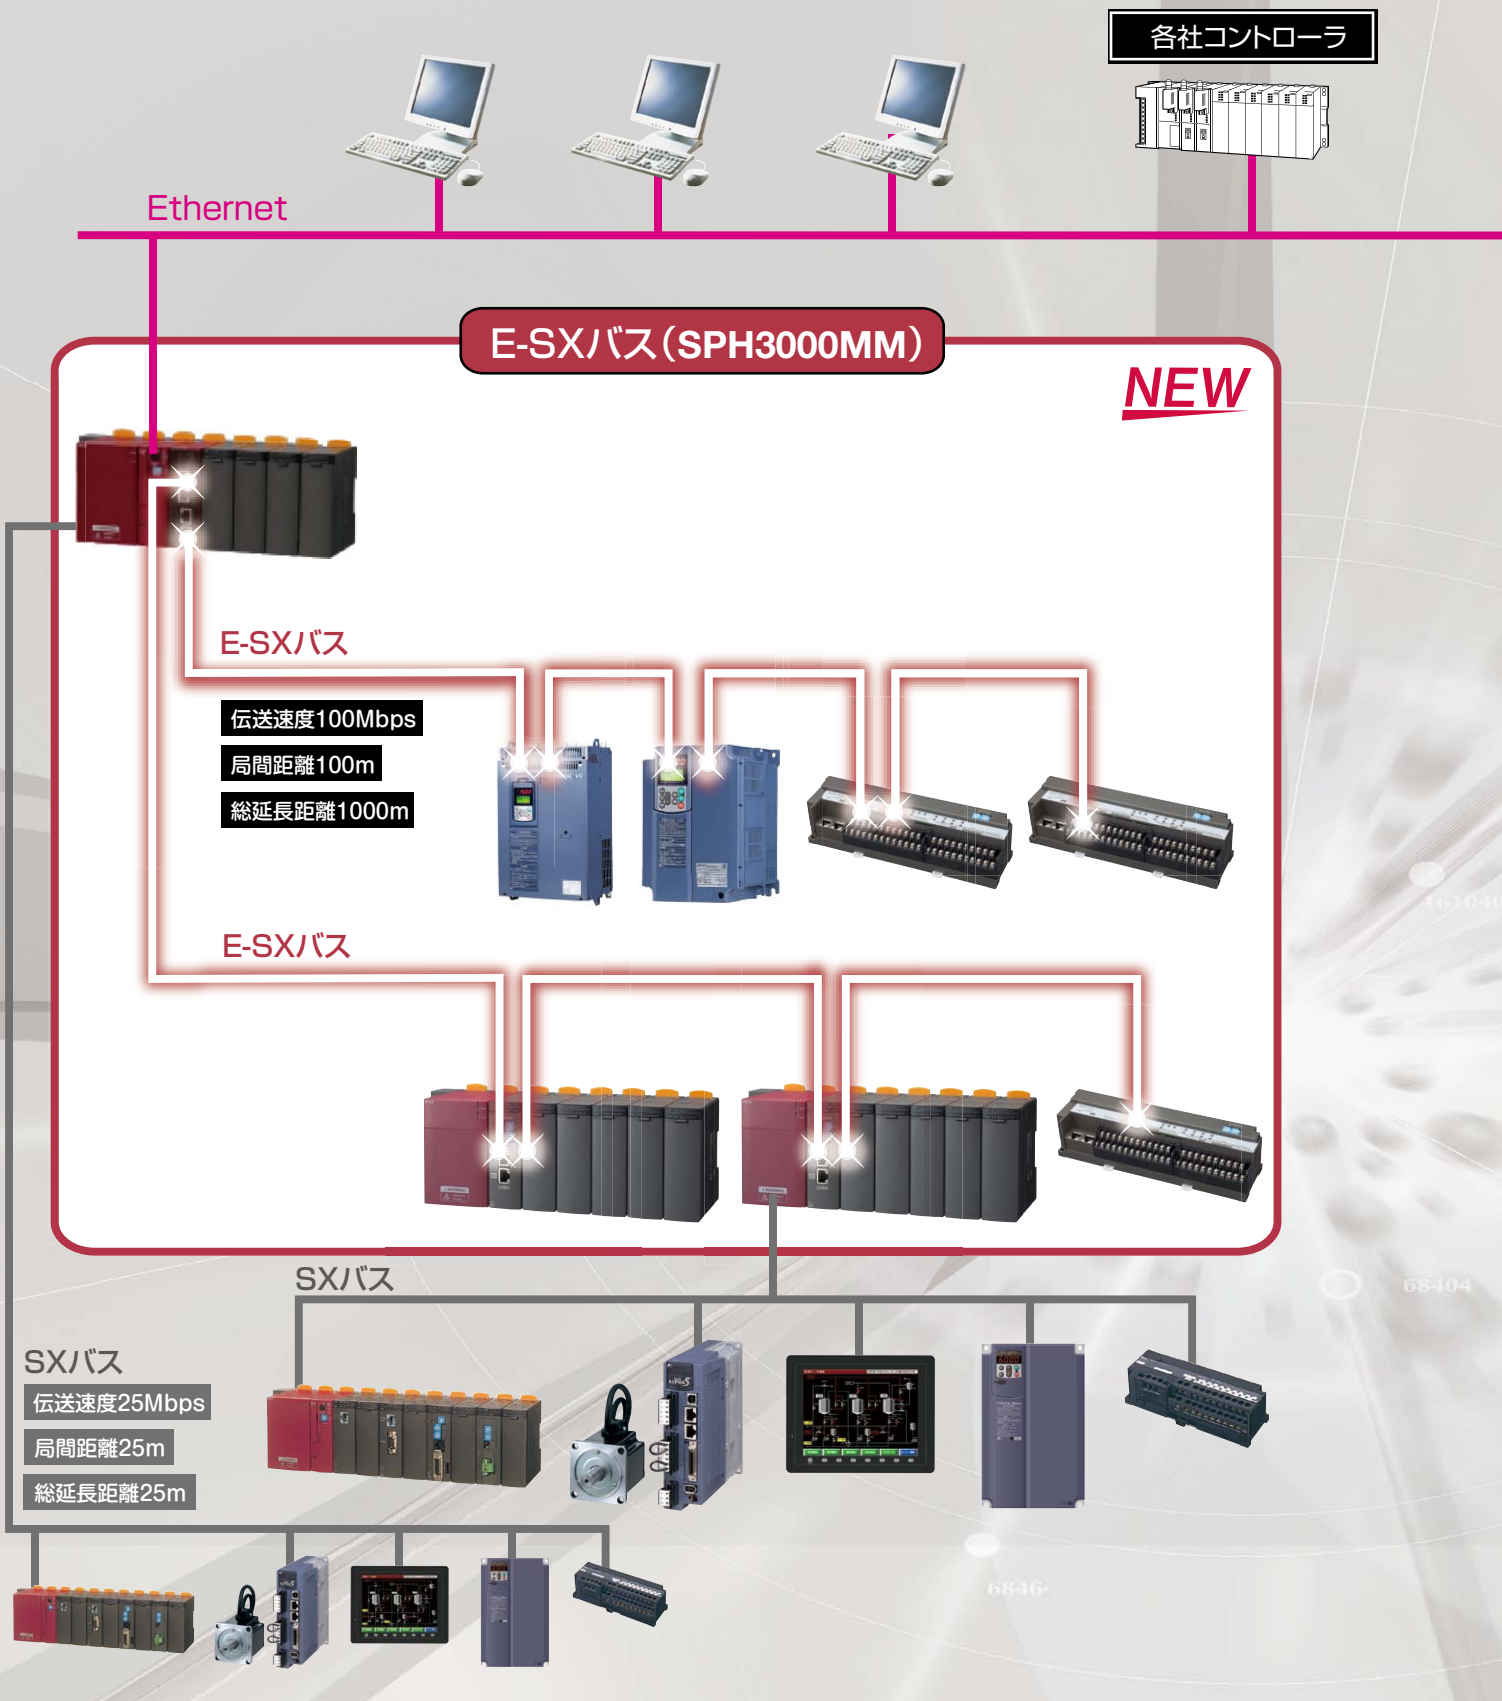 各社コントローラ
Ethernet
E-SXバス（SPH3000MM）
NEW
E-SXバス
伝送速度100Mbps
局間距離100m
総延長距離1000m
E-SXバス
SXバス
SXバス
伝送速度25Mbps
局間距離25m
総延長距離25m
161040
68404
6846